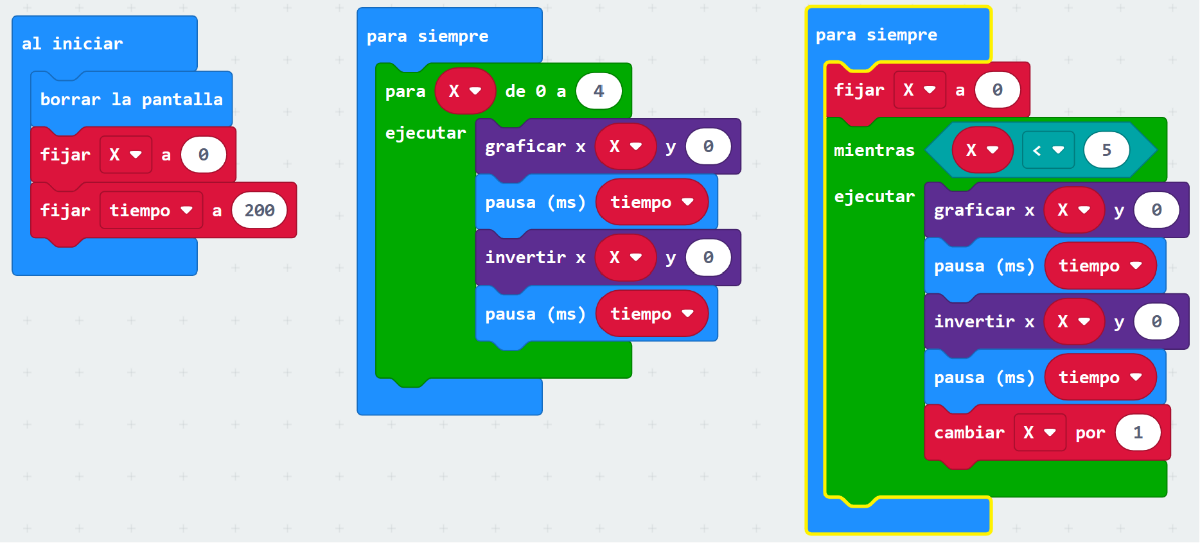 al iniciar
borrar la pantalla
fijar X a 0
fijar tiempo a 200
para siempre
para X de 0 a 4
ejecutar
graficar x X y 0
pausa (ms) tiempo
invertir x X y 0
pausa (ms) tiempo
para siempre
fijar X a 0
mientras X < 5
ejecutar
graficar x X y 0
pausa (ms) tiempo
invertir x X y 0
pausa (ms) tiempo
cambiar X por 1